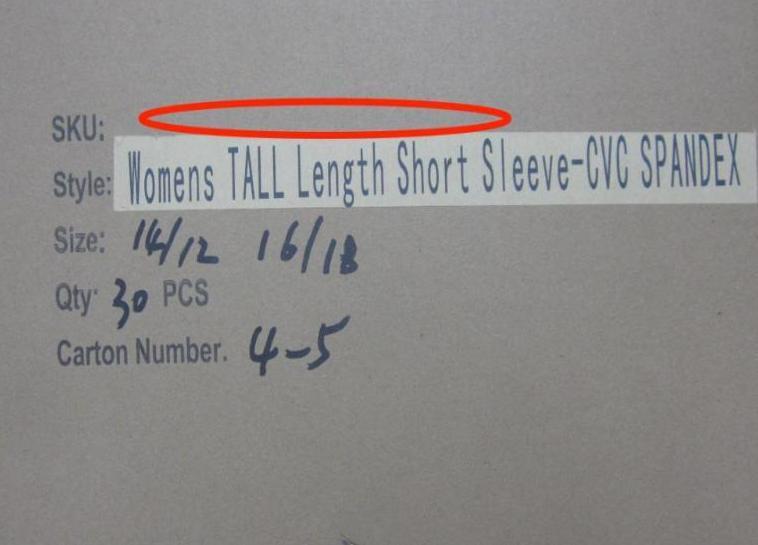 SKU:
Style: Womens TALL Length Short Sleeve-CVC SPANDEX
Size: 14/12 16/18
Qty: 30 PCS
Carton Number. 4-5